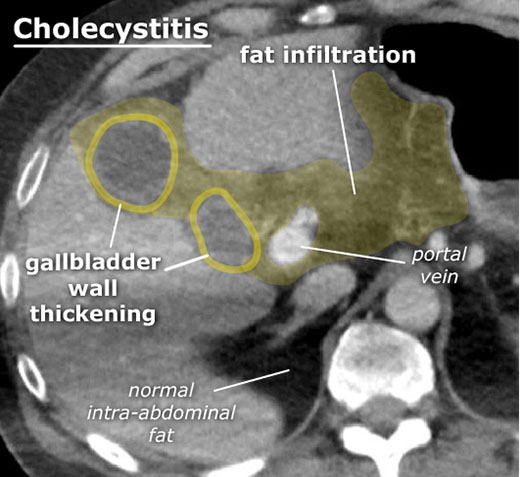 Cholecystitis
fat infiltration
gallbladder
wall
thickening
portal
vein
normal
intra-abdominal
fat